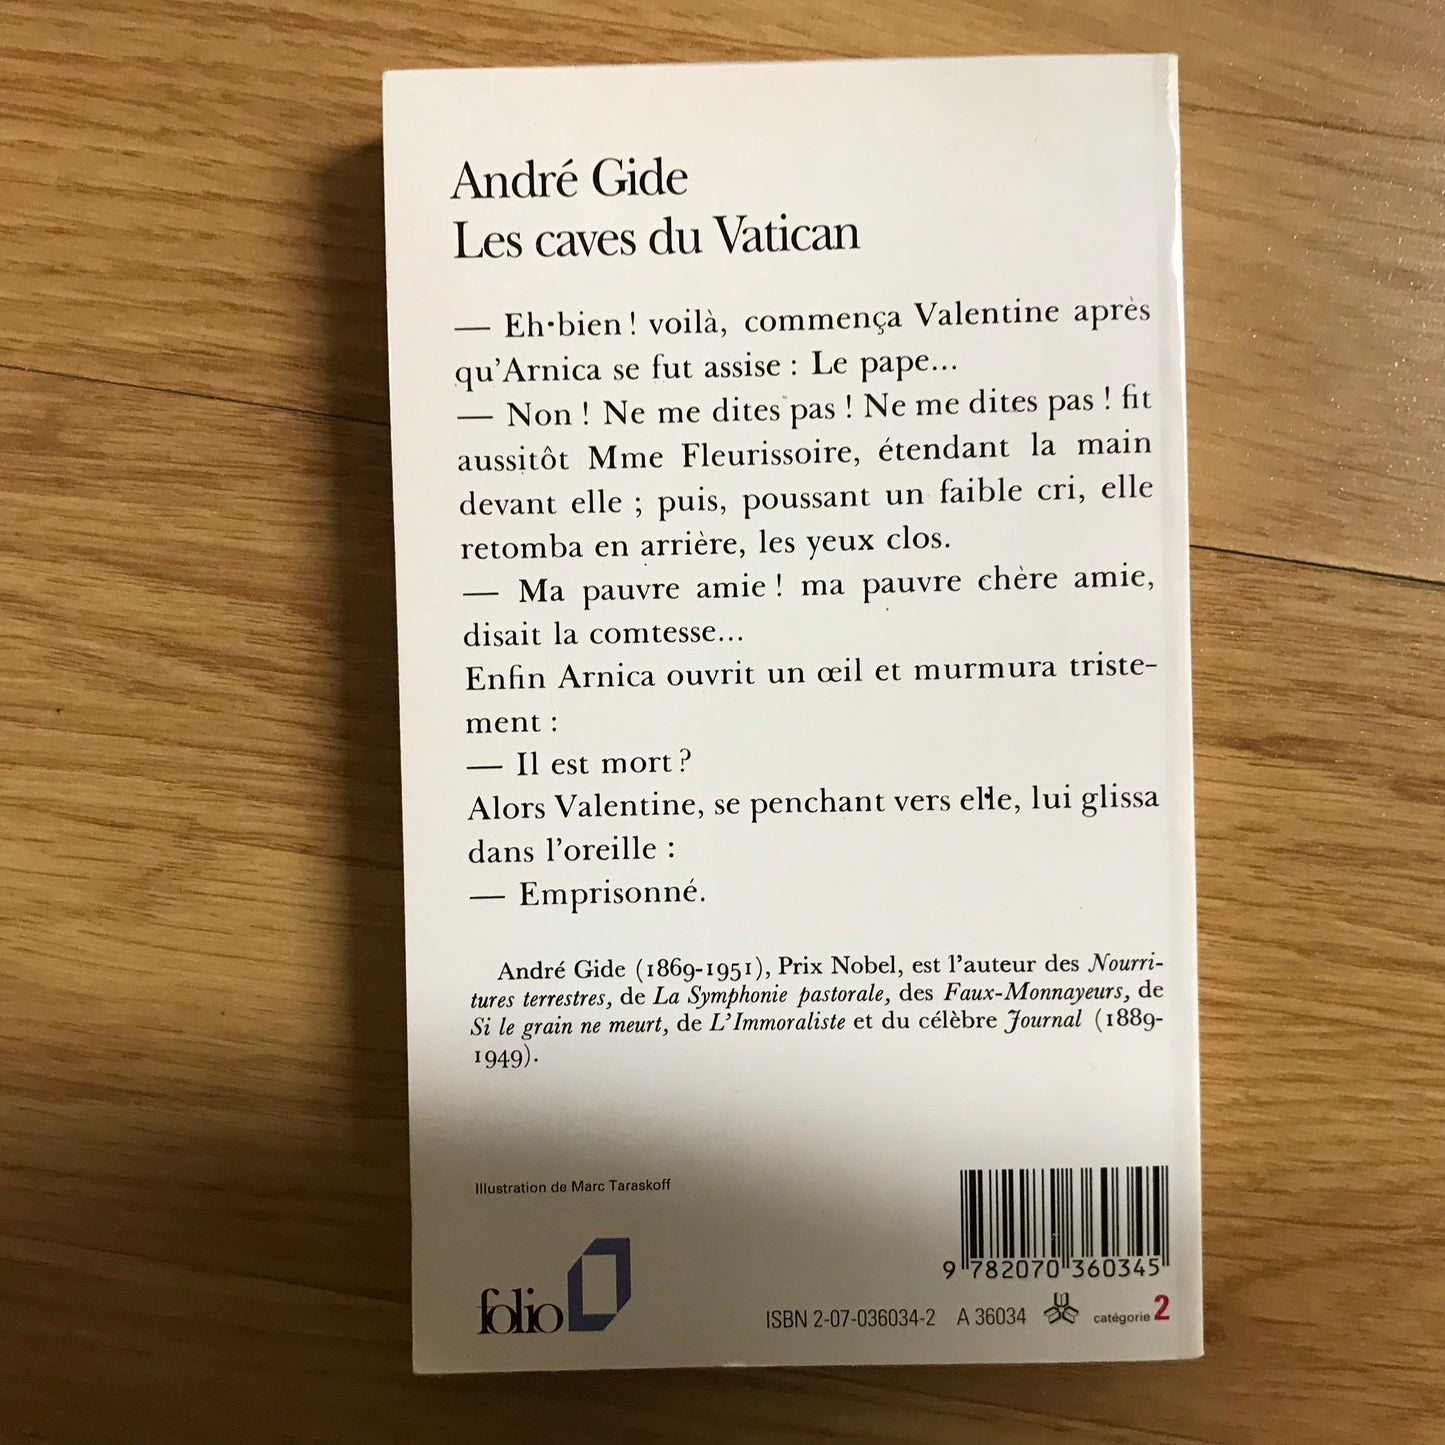 André Gide
Les caves du Vatican
— Eh bien ! voilà, commença Valentine après
qu'Arnica se fut assise : Le pape...
— Non ! Ne me dites pas ! Ne me dites pas ! fit
aussitôt Mme Fleurissoire, étendant la main
devant elle ; puis, poussant un faible cri, elle
retomba en arrière, les yeux clos.
— Ma pauvre amie ! ma pauvre chère amie,
disait la comtesse...
Enfin Arnica ouvrit un œil et murmura triste-
ment :
— Il est mort ?
Alors Valentine, se penchant vers elle, lui glissa
dans l'oreille :
— Emprisonné.
André Gide (1869-1951), Prix Nobel, est l'auteur des Nourri-
tures terrestres, de La Symphonie pastorale, des Faux-Monnayeurs, de
Si le grain ne meurt, de L'Immoraliste et du célèbre Journal (1889-
1949).
Illustration de Marc Taraskoff
folio
9 782070 360345
ISBN 2-07-036034-2 A 36034 catégorie 2